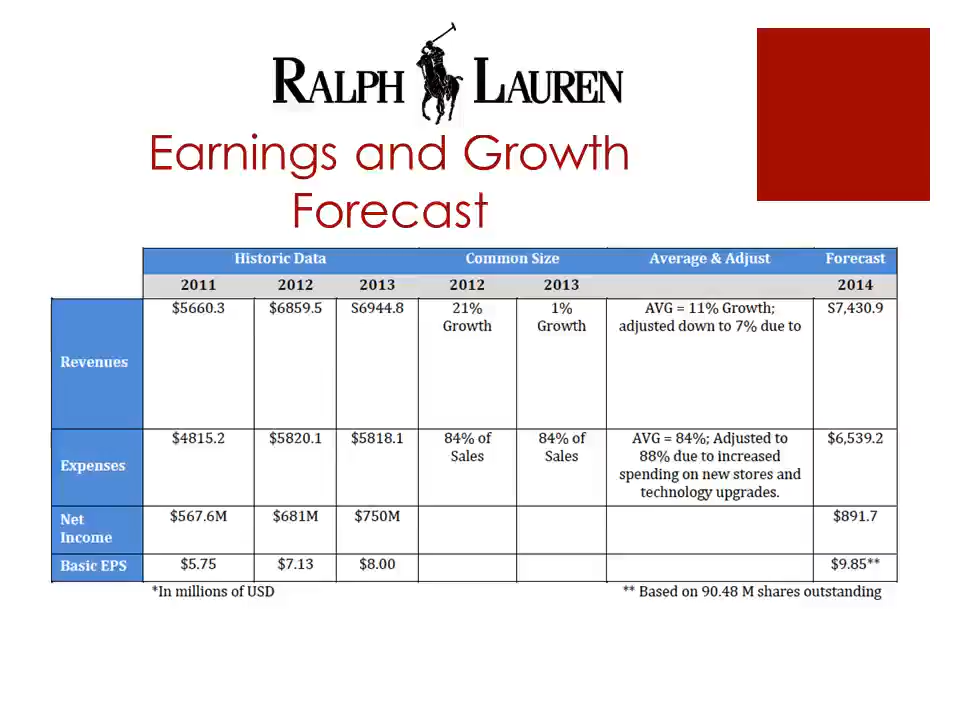 RALPH LAUREN
Earnings and Growth
Forecast
Historic Data Common Size Average & Adjust Forecast
2011 2012 2013 2012 2013 2014
Revenues $5660.3 $6859.5 S6944.8 21% Growth 1% Growth AVG = 11% Growth; adjusted down to 7% due to S7,430.9
Expenses $4815.2 $5820.1 $5818.1 84% of Sales 84% of Sales AVG = 84%; Adjusted to 88% due to increased spending on new stores and technology upgrades. $6,539.2
Net Income $567.6M $681M $750M $891.7
Basic EPS $5.75 $7.13 $8.00 $9.85**
*In millions of USD ** Based on 90.48 M shares outstanding